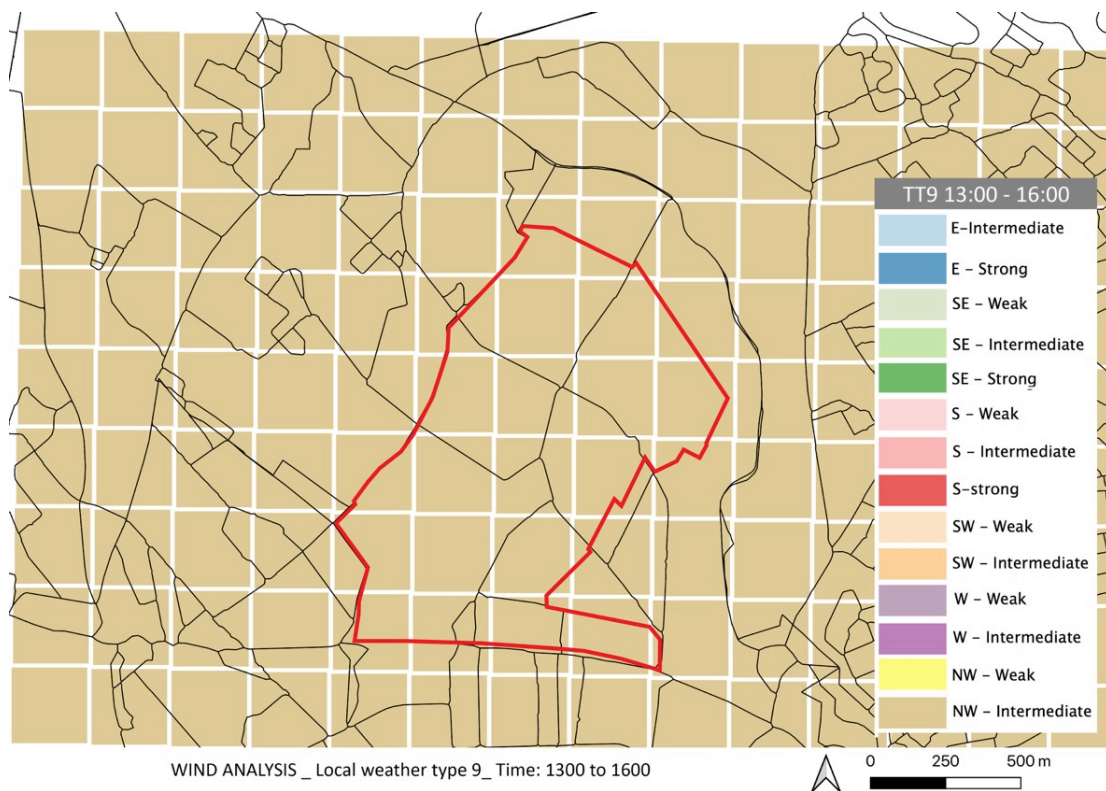 TT9 13:00 - 16:00
E-Intermediate
E – Strong
SE – Weak
SE – Intermediate
SE – Strong
S – Weak
S – Intermediate
S-strong
SW – Weak
SW – Intermediate
W – Weak
W – Intermediate
NW – Weak
NW – Intermediate
WIND ANALYSIS _ Local weather type 9_ Time: 1300 to 1600
0 250 500 m